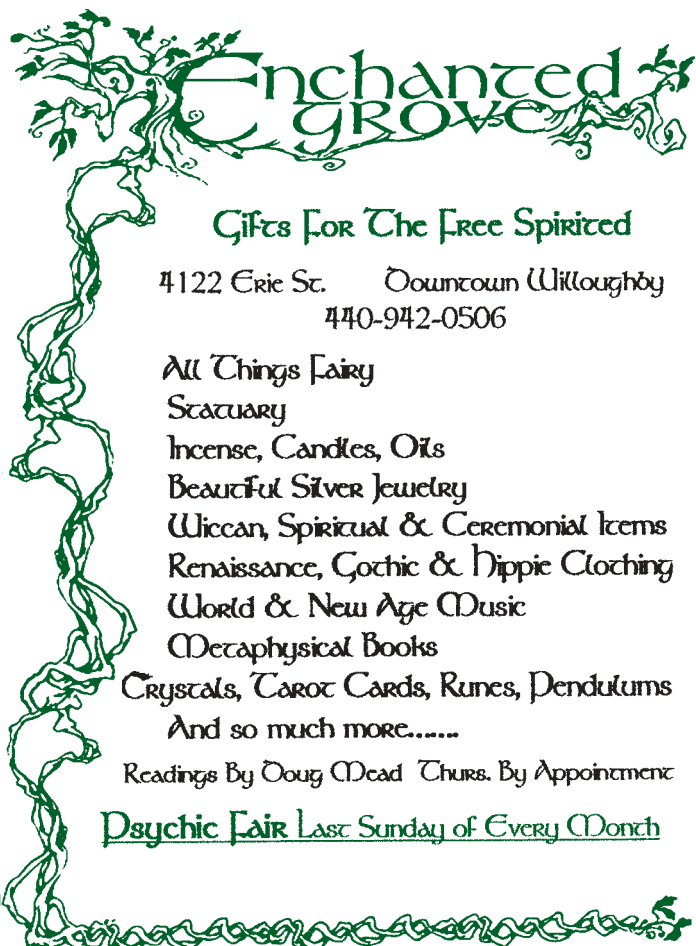 Enchanted
Grove
Gifts For The Free Spirited
4122 Erie St. Downtown Willoughby
440-942-0506
All Things Fairy
Statuary
Incense, Candles, Oils
Beautiful Silver Jewelry
Wiccan, Spiritual & Ceremonial Items
Renaissance, Gothic & Hippie Clothing
World & New Age Music
Metaphysical Books
Crystals, Tarot Cards, Runes, Pendulums
And so much more.......
Readings By Doug Mead Thurs. By Appointment
Psychic Fair Last Sunday of Every Month